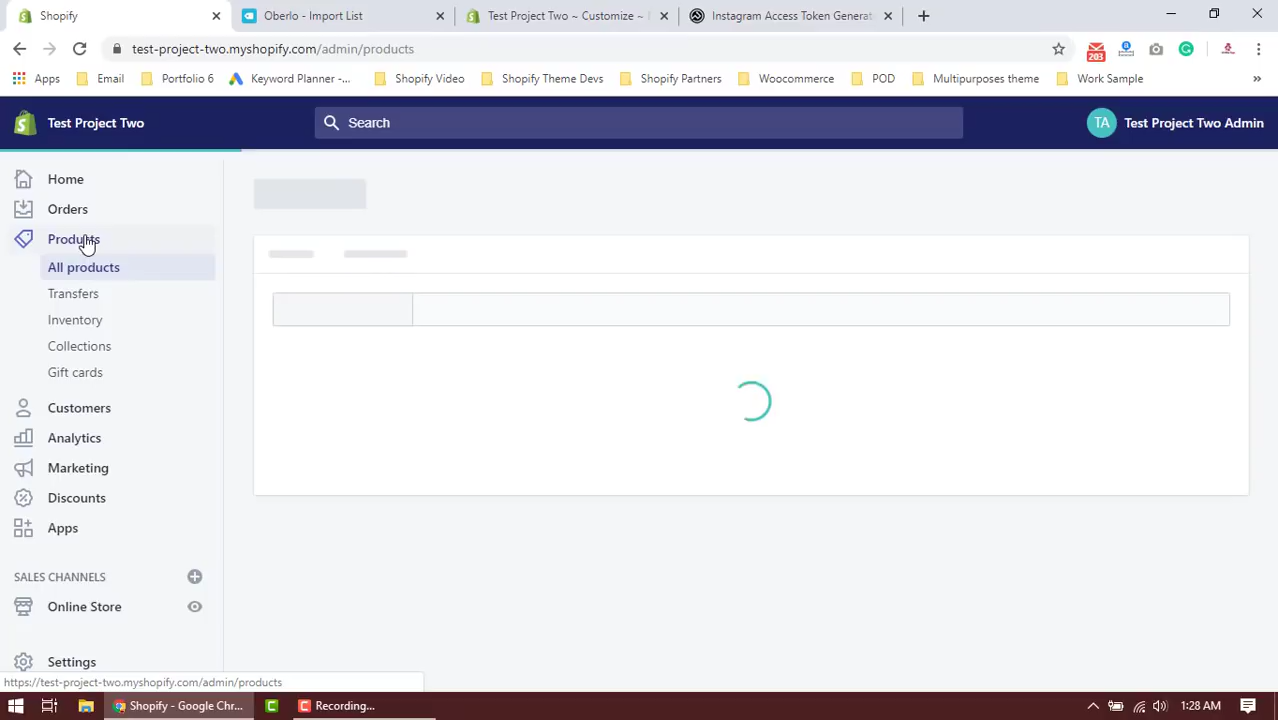 Shopify
Oberlo - Import List
Test Project Two ~ Customize ~
Instagram Access Token Generat
test-project-two.myshopify.com/admin/products
203
Apps
Email
Portfolio 6
Keyword Planner -...
Shopify Video
Shopify Theme Devs
Shopify Partners
Woocommerce
POD
Multipurposes theme
Work Sample
»
Test Project Two
Search
TA
Test Project Two Admin
Home
Orders
Products
All products
Transfers
Inventory
Collections
Gift cards
Customers
Analytics
Marketing
Discounts
Apps
SALES CHANNELS
Online Store
Settings
https://test-project-two.myshopify.com/admin/products
Shopify - Google Chr...
Recording...
1:28 AM